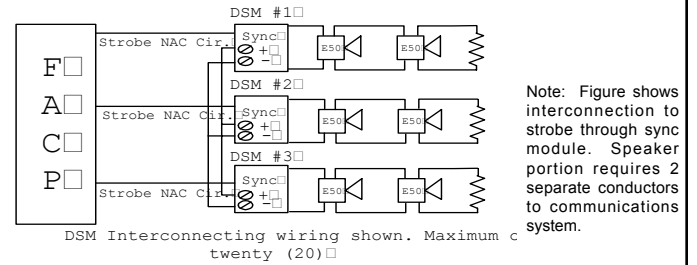 DSM #1
Sync
Strobe NAC Cir.
+
−
E50
E50
F
A
C
P
DSM #2
Sync
Strobe NAC Cir.
+
−
E50
E50
DSM #3
Sync
Strobe NAC Cir.
+
−
E50
E50
DSM Interconnecting wiring shown. Maximum
twenty (20)
Note: Figure shows
interconnection to
strobe through sync
module. Speaker
portion requires 2
separate conductors
to communications
system.